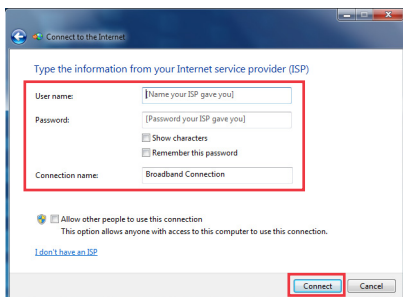 Connect to the Internet
Type the information from your Internet service provider (ISP)
User name:
[Name your ISP gave you]
Password:
[Password your ISP gave you]
Show characters
Remember this password
Connection name:
Broadband Connection
Allow other people to use this connection
This option allows anyone with access to this computer to use this connection.
I don't have an ISP
Connect
Cancel